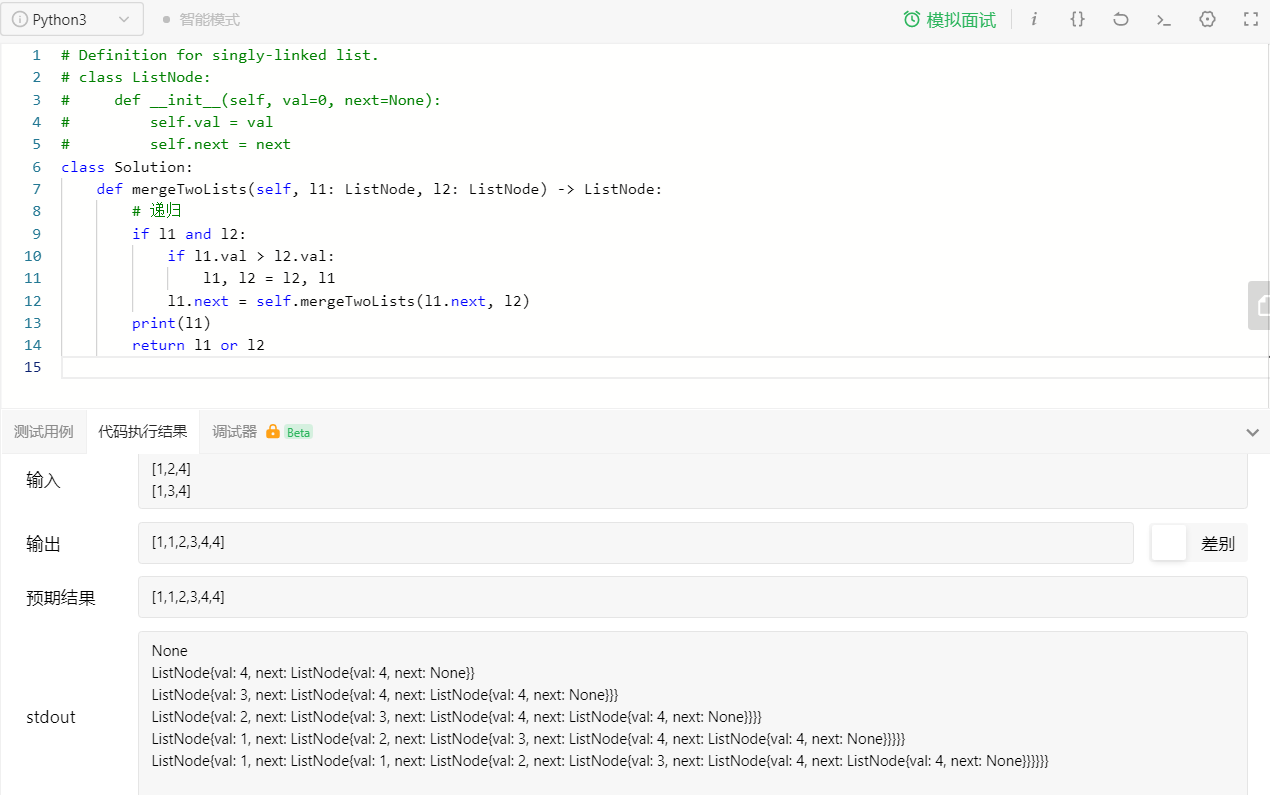 Python3 智能模式 模拟面试 i {} >_
1 # Definition for singly-linked list.
2 # class ListNode:
3 #     def __init__(self, val=0, next=None):
4 #         self.val = val
5 #         self.next = next
6 class Solution:
7     def mergeTwoLists(self, l1: ListNode, l2: ListNode) -> ListNode:
8         # 递归
9         if l1 and l2:
10             if l1.val > l2.val:
11                 l1, l2 = l2, l1
12             l1.next = self.mergeTwoLists(l1.next, l2)
13         print(l1)
14         return l1 or l2
15
测试用例 代码执行结果 调试器 Beta
输入
[1,2,4]
[1,3,4]
输出 [1,1,2,3,4,4] 差别
预期结果 [1,1,2,3,4,4]
stdout
None
ListNode{val: 4, next: ListNode{val: 4, next: None}}
ListNode{val: 3, next: ListNode{val: 4, next: ListNode{val: 4, next: None}}}
ListNode{val: 2, next: ListNode{val: 3, next: ListNode{val: 4, next: ListNode{val: 4, next: None}}}}
ListNode{val: 1, next: ListNode{val: 2, next: ListNode{val: 3, next: ListNode{val: 4, next: ListNode{val: 4, next: None}}}}}
ListNode{val: 1, next: ListNode{val: 1, next: ListNode{val: 2, next: ListNode{val: 3, next: ListNode{val: 4, next: ListNode{val: 4, next: None}}}}}}